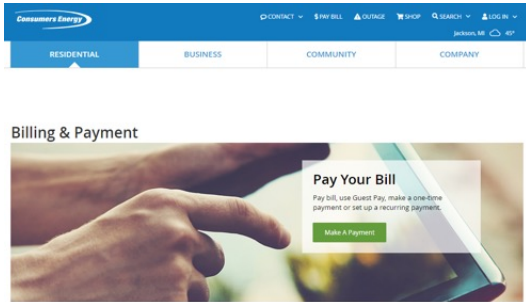 Consumers Energy
CONTACT $ PAY BILL OUTAGE SHOP SEARCH LOG IN
Jackson, MI 45°
RESIDENTIAL BUSINESS COMMUNITY COMPANY
Billing & Payment
Pay Your Bill
Pay bill, use Guest Pay, make a one-time
payment or set up a recurring payment.
Make A Payment